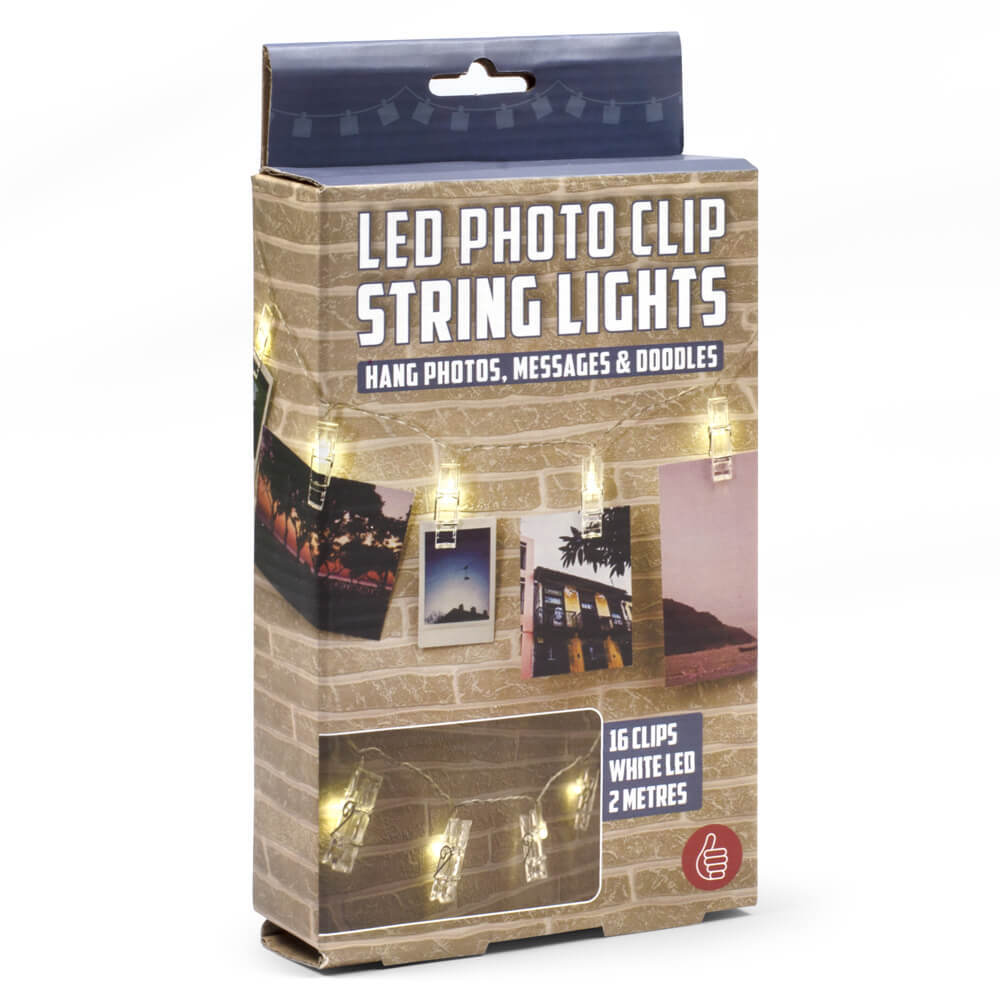 LED PHOTO CLIP
STRING LIGHTS
HANG PHOTOS, MESSAGES & DOODLES
16 CLIPS
WHITE LED
2 METRES